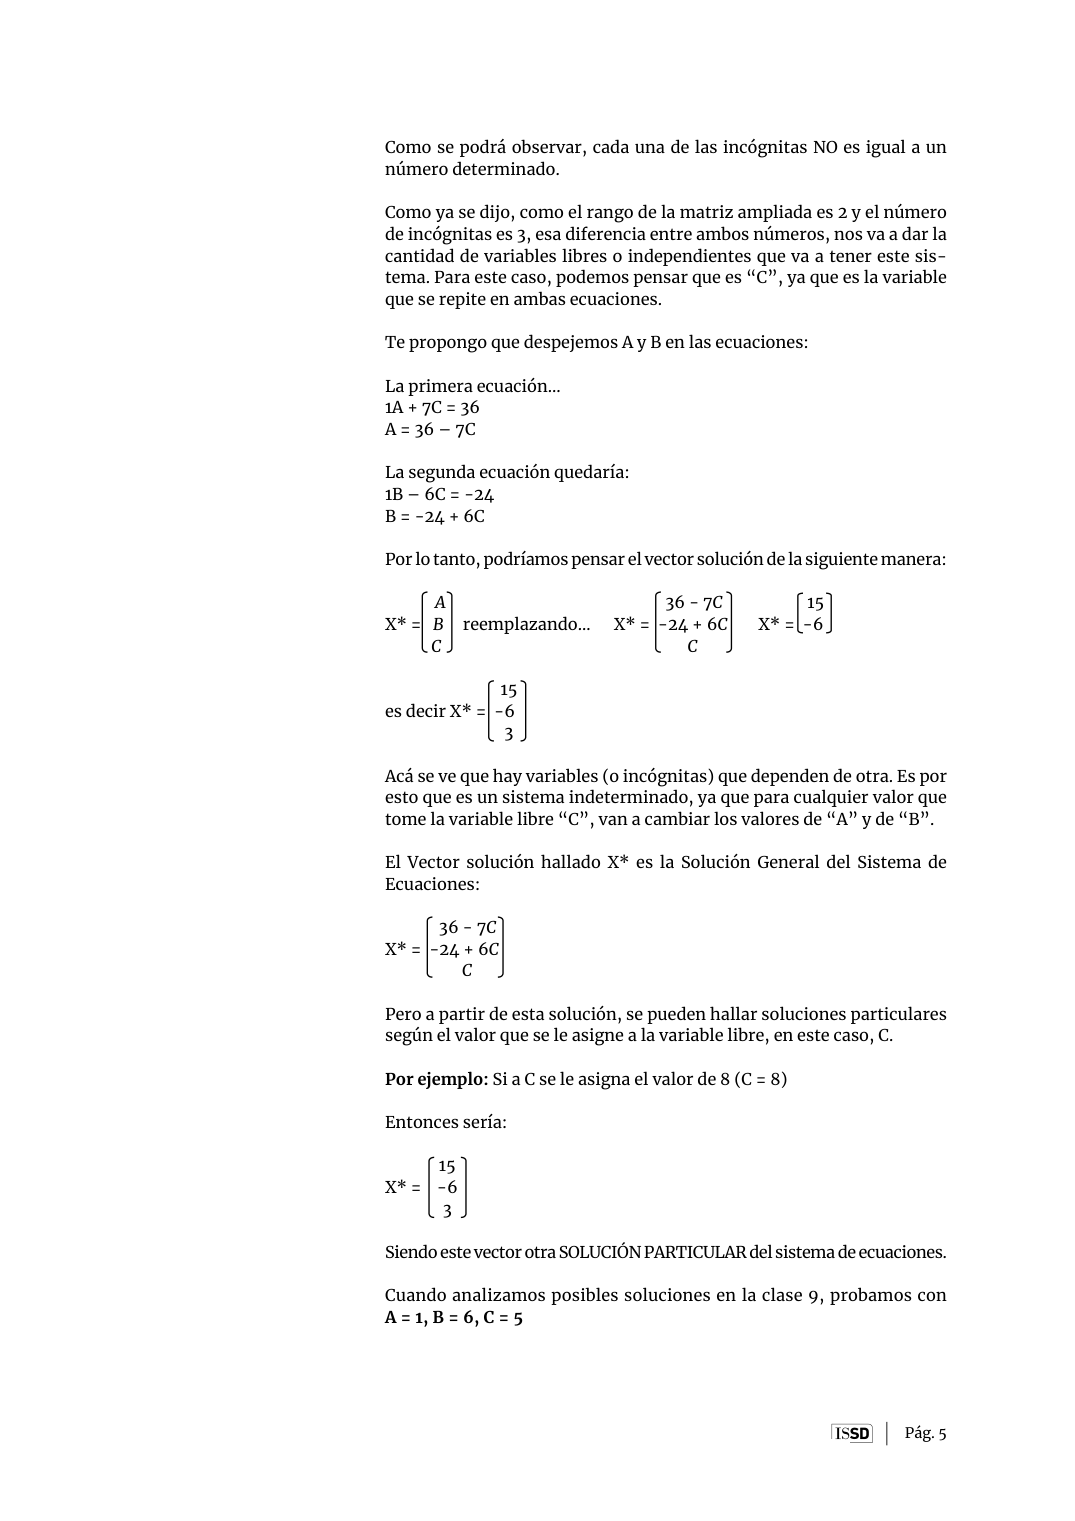 Como se podrá observar, cada una de las incógnitas NO es igual a un
número determinado.
Como ya se dijo, como el rango de la matriz ampliada es 2 y el número
de incógnitas es 3, esa diferencia entre ambos números, nos va a dar la
cantidad de variables libres o independientes que va a tener este sis-
tema. Para este caso, podemos pensar que es “C”, ya que es la variable
que se repite en ambas ecuaciones.
Te propongo que despejemos A y B en las ecuaciones:
La primera ecuación...
1A + 7C = 36
A = 36 – 7C
La segunda ecuación quedaría:
1B – 6C = -24
B = -24 + 6C
Por lo tanto, podríamos pensar el vector solución de la siguiente manera:
A 36 - 7C 15
X* = B reemplazando... X* = -24 + 6C X* = -6
C C
15
es decir X* = -6
3
Acá se ve que hay variables (o incógnitas) que dependen de otra. Es por
esto que es un sistema indeterminado, ya que para cualquier valor que
tome la variable libre “C”, van a cambiar los valores de “A” y de “B”.
El Vector solución hallado X* es la Solución General del Sistema de
Ecuaciones:
36 - 7C
X* = -24 + 6C
C
Pero a partir de esta solución, se pueden hallar soluciones particulares
según el valor que se le asigne a la variable libre, en este caso, C.
Por ejemplo: Si a C se le asigna el valor de 8 (C = 8)
Entonces sería:
15
X* = -6
3
Siendo este vector otra SOLUCIÓN PARTICULAR del sistema de ecuaciones.
Cuando analizamos posibles soluciones en la clase 9, probamos con
A = 1, B = 6, C = 5
ISSD Pág. 5